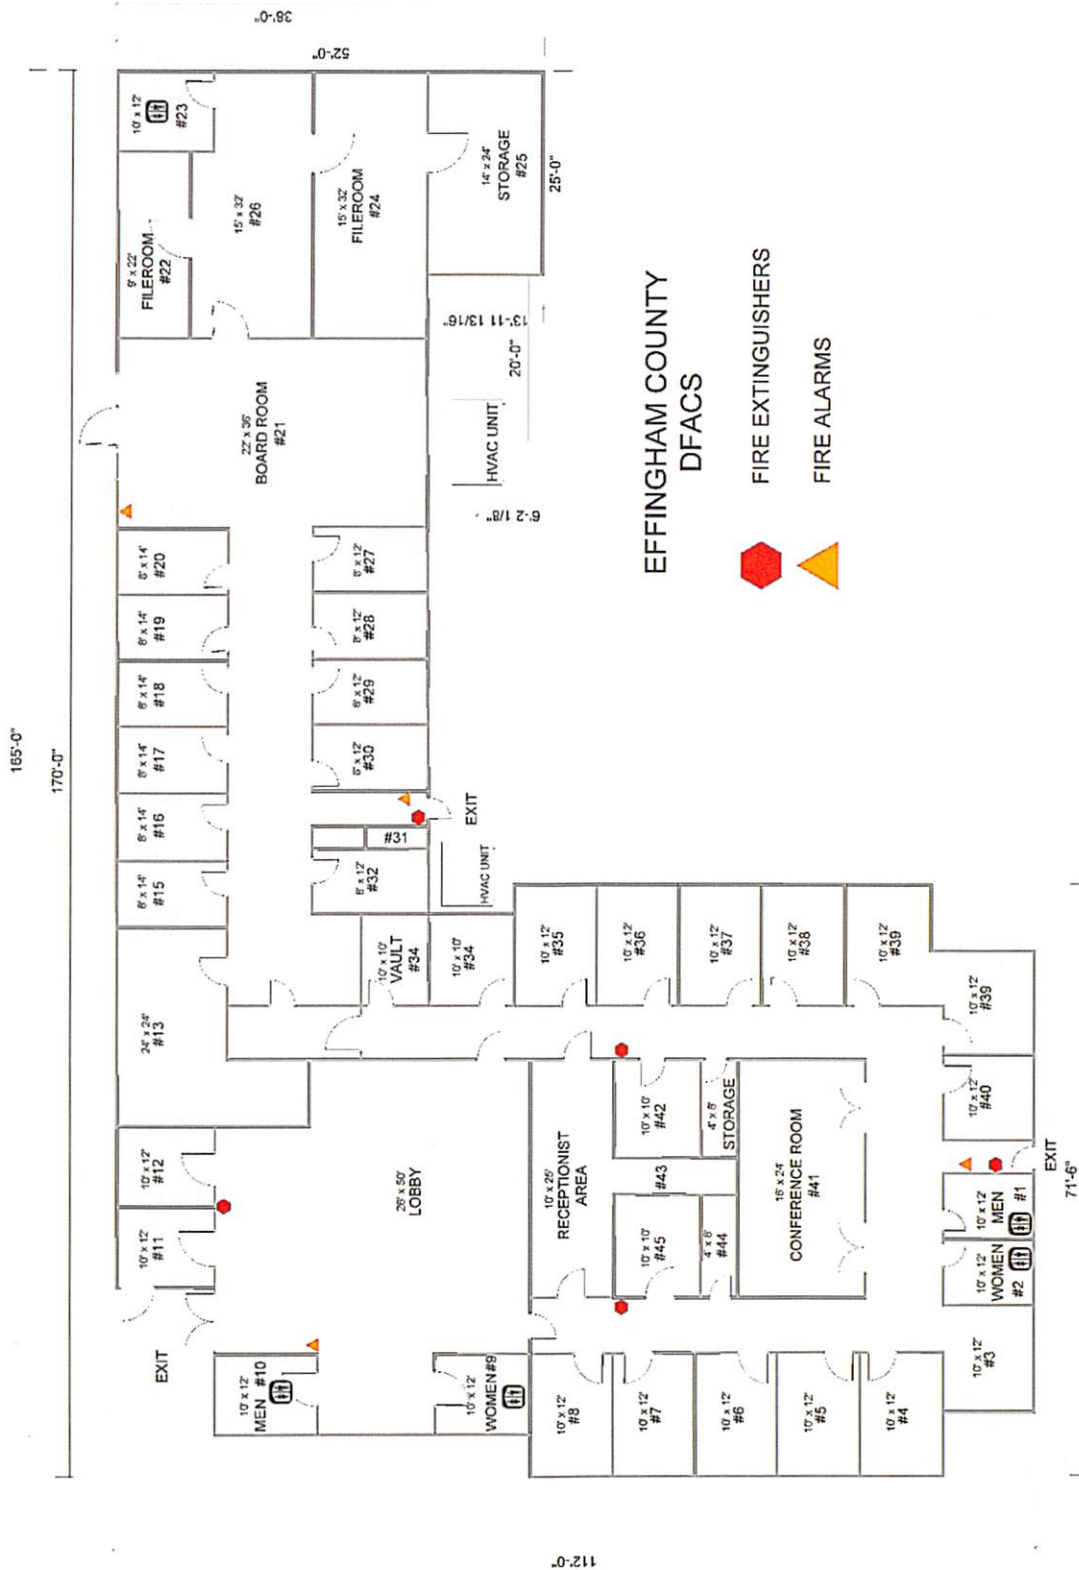 38'-0"
52'-0"
165'-0"
170'-0"
10' x 12'
#23
9' x 22'
FILEROOM
#22
15' x 32'
#26
15' x 32'
FILEROOM
#24
14' x 24'
STORAGE
#25
25'-0"
13'-11 13/16"
20'-0"
HVAC UNIT
6'-2 1/8"
22' x 36'
BOARD ROOM
#21
8' x 14'
#20
8' x 14'
#19
8' x 14'
#18
8' x 14'
#17
8' x 14'
#16
8' x 14'
#15
8' x 12'
#27
8' x 12'
#28
8' x 12'
#29
8' x 12'
#30
EXIT
#31
8' x 12'
#32
HVAC UNIT
EFFINGHAM COUNTY
DFACS
FIRE EXTINGUISHERS
FIRE ALARMS
24' x 24'
#13
10' x 10'
VAULT
#34
10' x 10'
#34
10' x 12'
#35
10' x 12'
#36
10' x 12'
#37
10' x 12'
#38
10' x 12'
#39
10' x 12'
#39
10' x 12'
#40
10' x 12'
#12
10' x 12'
#11
EXIT
26' x 50'
LOBBY
10' x 25'
RECEPTIONIST
AREA
10' x 10'
#42
4' x 8'
STORAGE
#43
10' x 10'
#45
4' x 8'
#44
16' x 24'
CONFERENCE ROOM
#41
EXIT
71'-6"
10' x 12'
MEN
#1
10' x 12'
WOMEN
#2
10' x 12'
#3
10' x 12'
MEN #10
10' x 12'
WOMEN #9
10' x 12'
#8
10' x 12'
#7
10' x 12'
#6
10' x 12'
#5
10' x 12'
#4
112'-0"